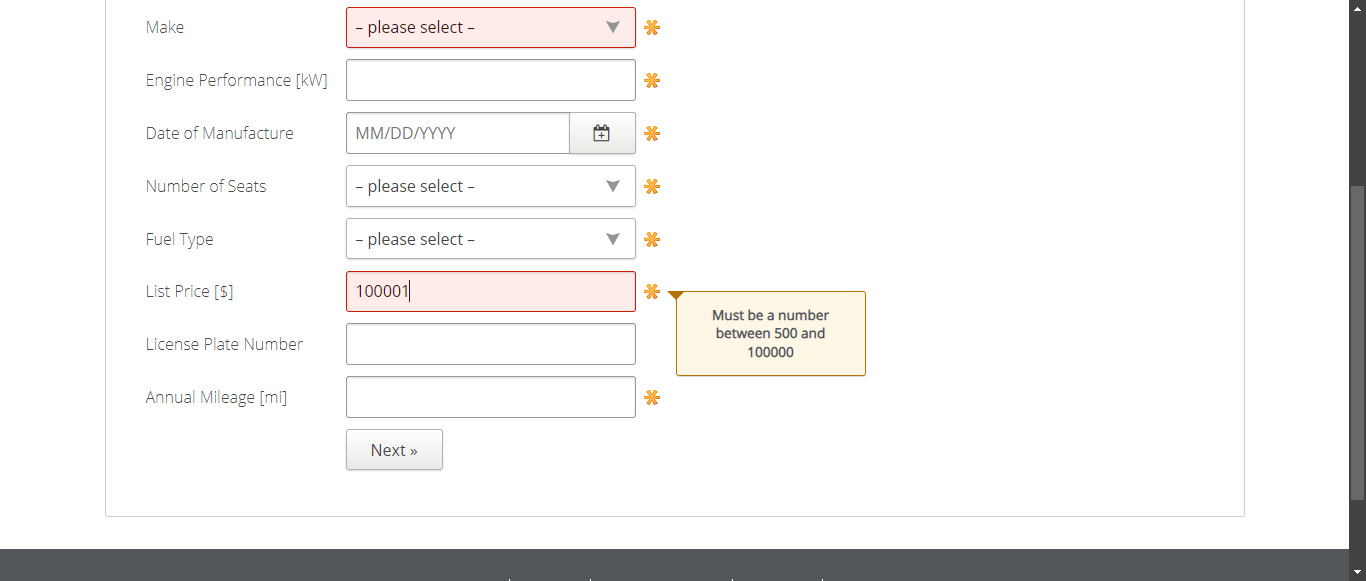 Make
– please select –
Engine Performance [kW]
Date of Manufacture
MM/DD/YYYY
Number of Seats
– please select –
Fuel Type
– please select –
List Price [$]
100001
Must be a number
between 500 and
100000
License Plate Number
Annual Mileage [mi]
Next »